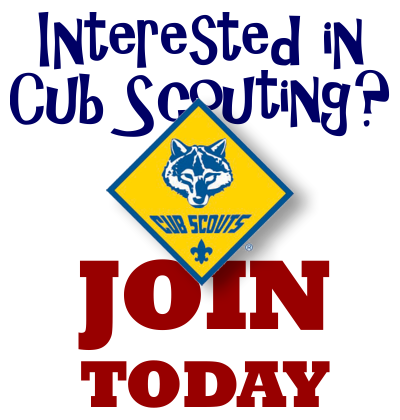 Interested in
Cub Scouting?
CUB SCOUTS
®
JOIN
TODAY